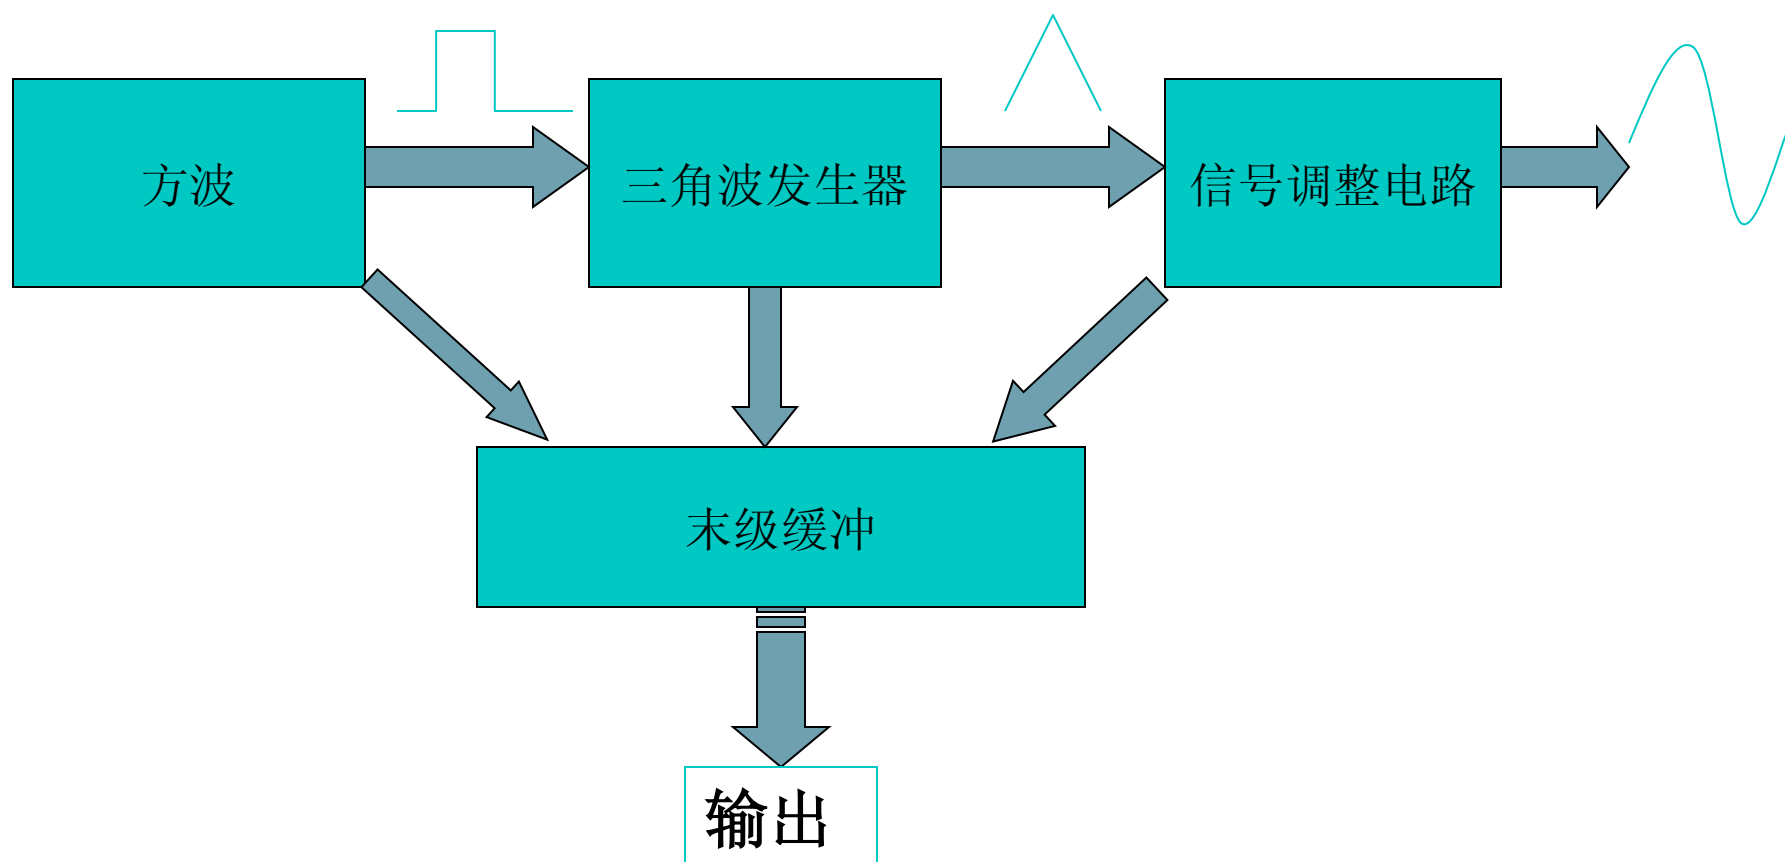 方波
三角波发生器
信号调整电路
末级缓冲
输出